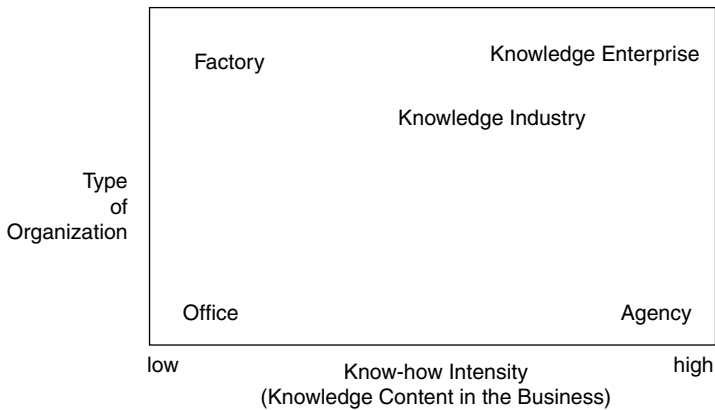 Factory
Knowledge Enterprise
Knowledge Industry
Type
of
Organization
Office
Agency
low
Know-how Intensity
high
(Knowledge Content in the Business)